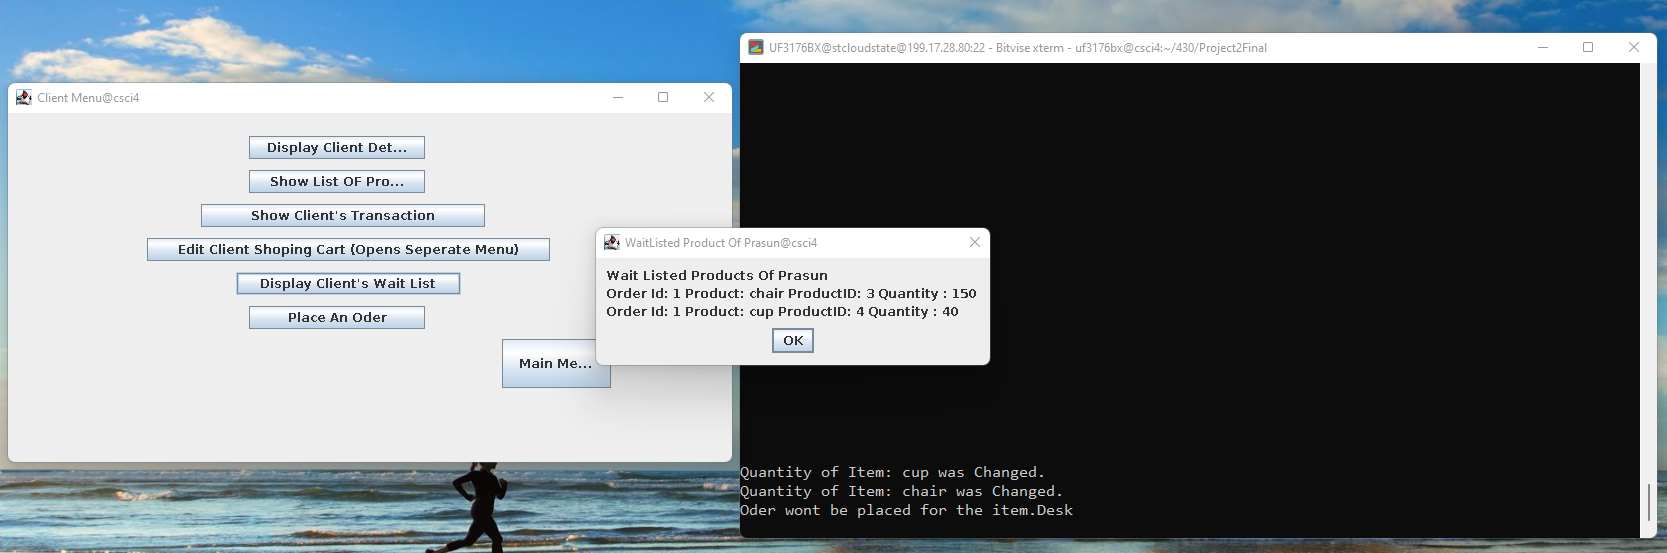 Client Menu@csci4
Display Client Det...
Show List OF Pro...
Show Client's Transaction
Edit Client Shoping Cart (Opens Seperate Menu)
Display Client's Wait List
Place An Oder
Main Me...
WaitListed Product Of Prasun@csci4
Wait Listed Products Of Prasun
Order Id: 1 Product: chair ProductID: 3 Quantity : 150
Order Id: 1 Product: cup ProductID: 4 Quantity : 40
OK
UF3176BX@stcloudstate@199.17.28.80:22 - Bitvise xterm - uf3176bx@csci4:~/430/Project2Final
Quantity of Item: cup was Changed.
Quantity of Item: chair was Changed.
Oder wont be placed for the item.Desk